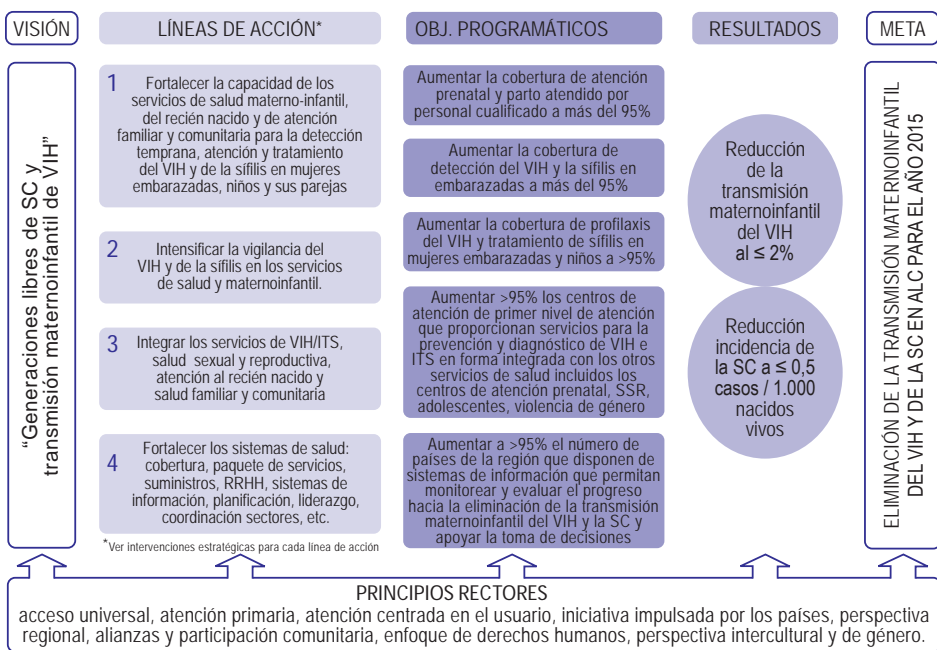 VISIÓN
LÍNEAS DE ACCIÓN*
OBJ. PROGRAMÁTICOS
RESULTADOS
META
“Generaciones libres de SC y
transmisión maternoinfantil de VIH”
1
Fortalecer la capacidad de los
servicios de salud materno-infantil,
del recién nacido y de atención
familiar y comunitaria para la detección
temprana, atención y tratamiento
del VIH y de la sífilis en mujeres
embarazadas, niños y sus parejas
2
Intensificar la vigilancia del
VIH y de la sífilis en los servicios
de salud y maternoinfantil.
3
Integrar los servicios de VIH/ITS,
salud sexual y reproductiva,
atención al recién nacido y
salud familiar y comunitaria
4
Fortalecer los sistemas de salud:
cobertura, paquete de servicios,
suministros, RRHH, sistemas de
información, planificación, liderazgo,
coordinación sectores, etc.
*Ver intervenciones estratégicas para cada línea de acción
Aumentar la cobertura de atención
prenatal y parto atendido por
personal cualificado a más del 95%
Aumentar la cobertura de
detección del VIH y la sífilis en
embarazadas a más del 95%
Aumentar la cobertura de profilaxis
del VIH y tratamiento de sífilis en
mujeres embarazadas y niños a >95%
Aumentar >95% los centros de
atención de primer nivel de atención
que proporcionan servicios para la
prevención y diagnóstico de VIH e
ITS en forma integrada con los otros
servicios de salud incluidos los
centros de atención prenatal, SSR,
adolescentes, violencia de género
Aumentar a >95% el número de
países de la región que disponen de
sistemas de información que permitan
monitorear y evaluar el progreso
hacia la eliminación de la transmisión
maternoinfantil del VIH y la SC y
apoyar la toma de decisiones
Reducción
de la
transmisión
maternoinfantil
del VIH
al ≤ 2%
Reducción
incidencia de
la SC a ≤ 0,5
casos / 1.000
nacidos
vivos
ELIMINACIÓN DE LA TRANSMISIÓN MATERNOINFANTIL
DEL VIH Y DE LA SC EN ALC PARA EL AÑO 2015
PRINCIPIOS RECTORES
acceso universal, atención primaria, atención centrada en el usuario, iniciativa impulsada por los países, perspectiva
regional, alianzas y participación comunitaria, enfoque de derechos humanos, perspectiva intercultural y de género.